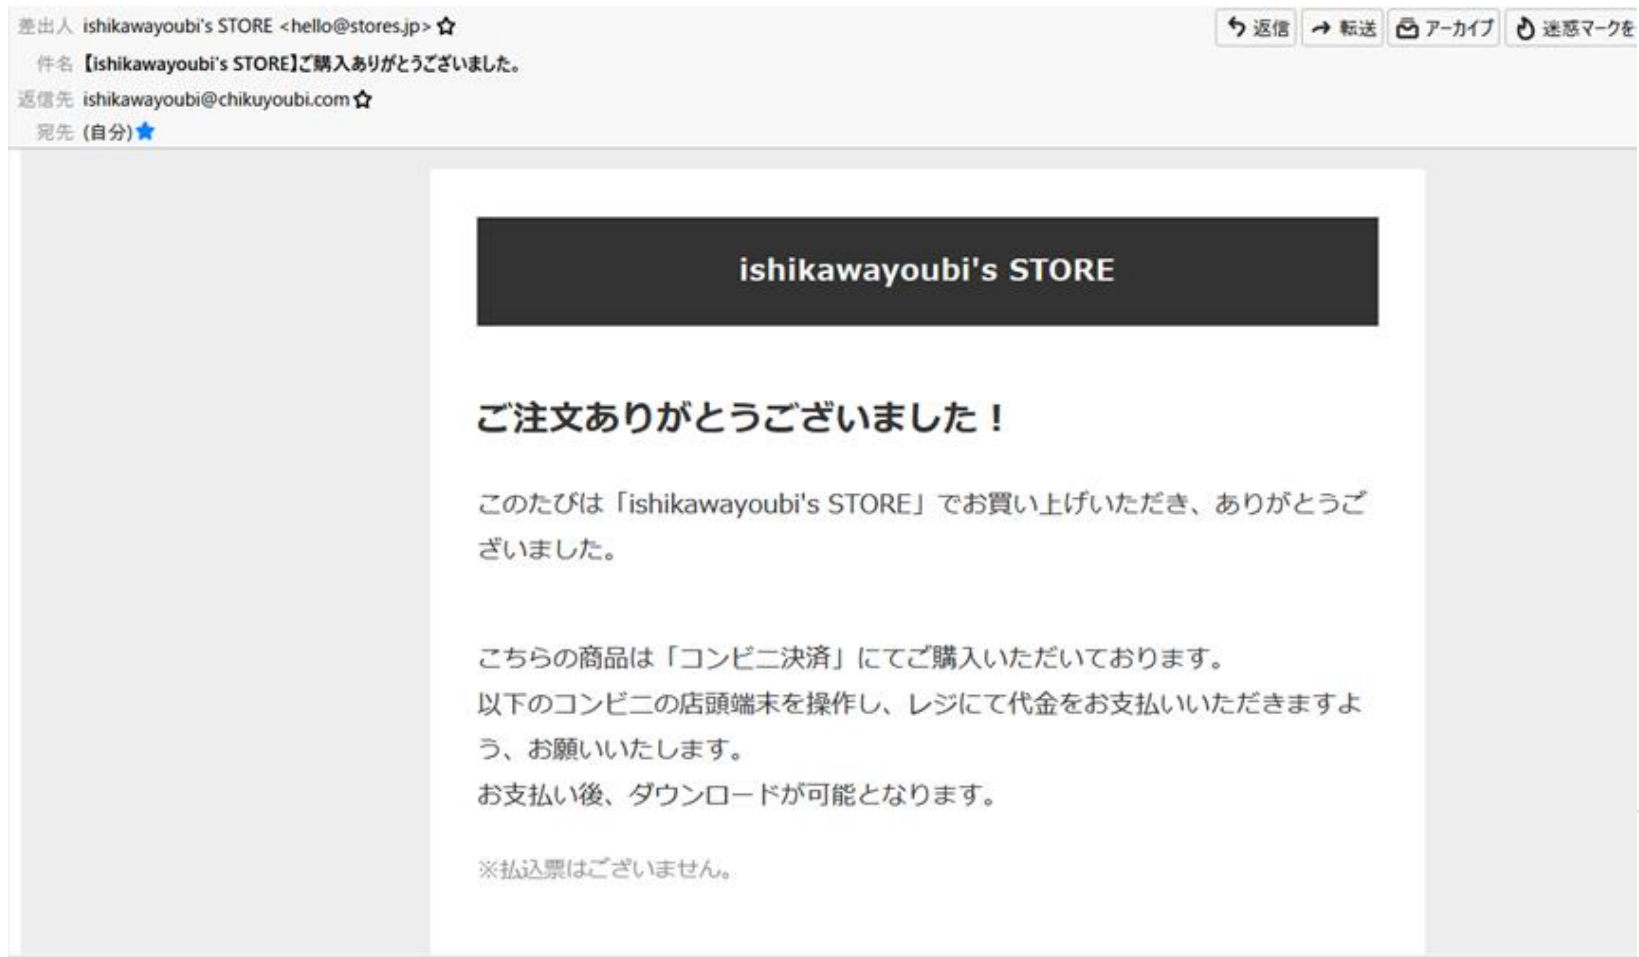 差出人 ishikawayoubi's STORE <hello@stores.jp>
返信 転送 アーカイブ 迷惑マークを
件名 【ishikawayoubi's STORE】ご購入ありがとうございました。
返信先 ishikawayoubi@chikuyoubi.com
宛先 (自分)
ishikawayoubi's STORE
ご注文ありがとうございました！
このたびは「ishikawayoubi's STORE」でお買い上げいただき、ありがとうご
ざいました。
こちらの商品は「コンビニ決済」にてご購入いただいております。
以下のコンビニの店頭端末を操作し、レジにて代金をお支払いいただきますよ
う、お願いいたします。
お支払い後、ダウンロードが可能となります。
※払込票はございません。